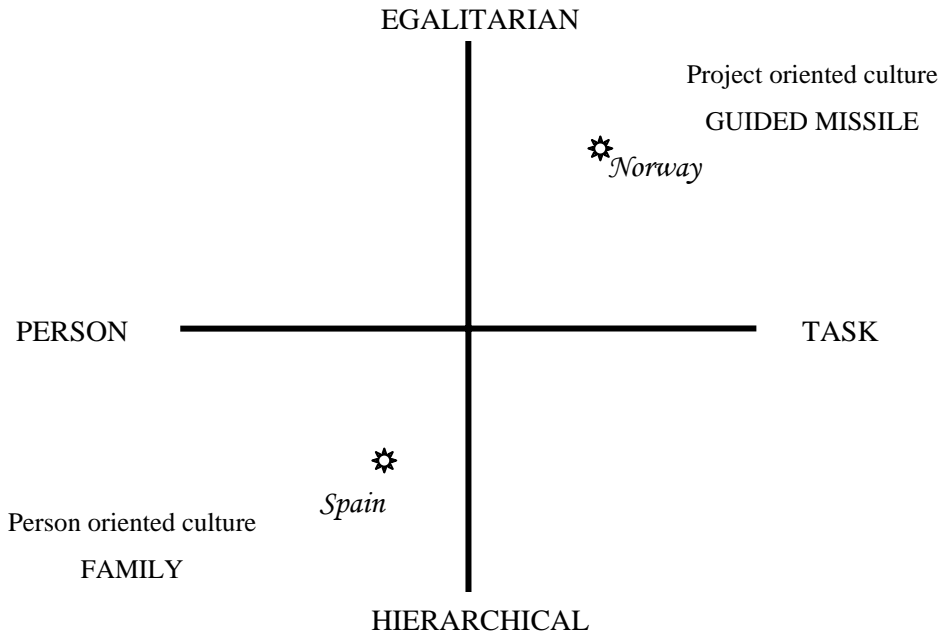 EGALITARIAN
Project oriented culture
GUIDED MISSILE
Norway
PERSON
TASK
Spain
Person oriented culture
FAMILY
HIERARCHICAL